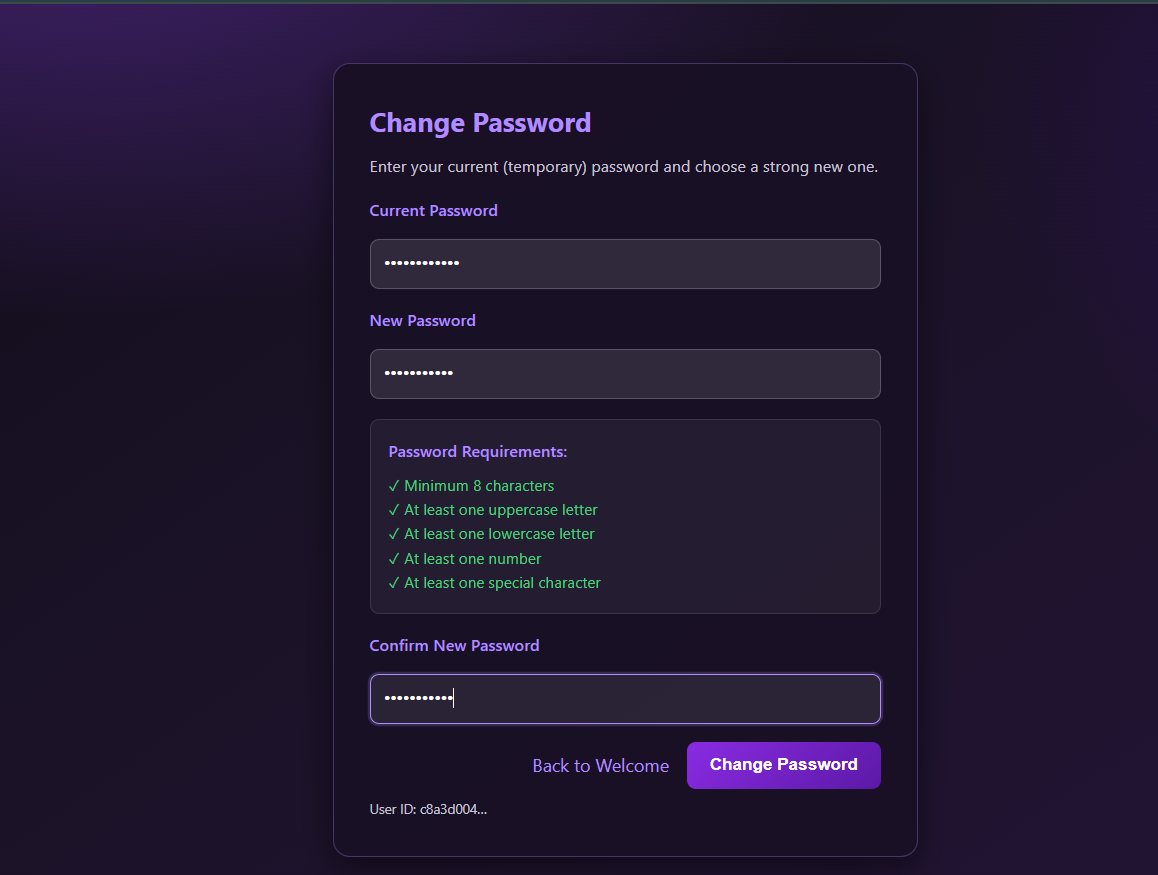 Change Password
Enter your current (temporary) password and choose a strong new one.
Current Password
••••••••••••
New Password
•••••••••••
Password Requirements:
✓ Minimum 8 characters
✓ At least one uppercase letter
✓ At least one lowercase letter
✓ At least one number
✓ At least one special character
Confirm New Password
•••••••••••
Back to Welcome
Change Password
User ID: c8a3d004...